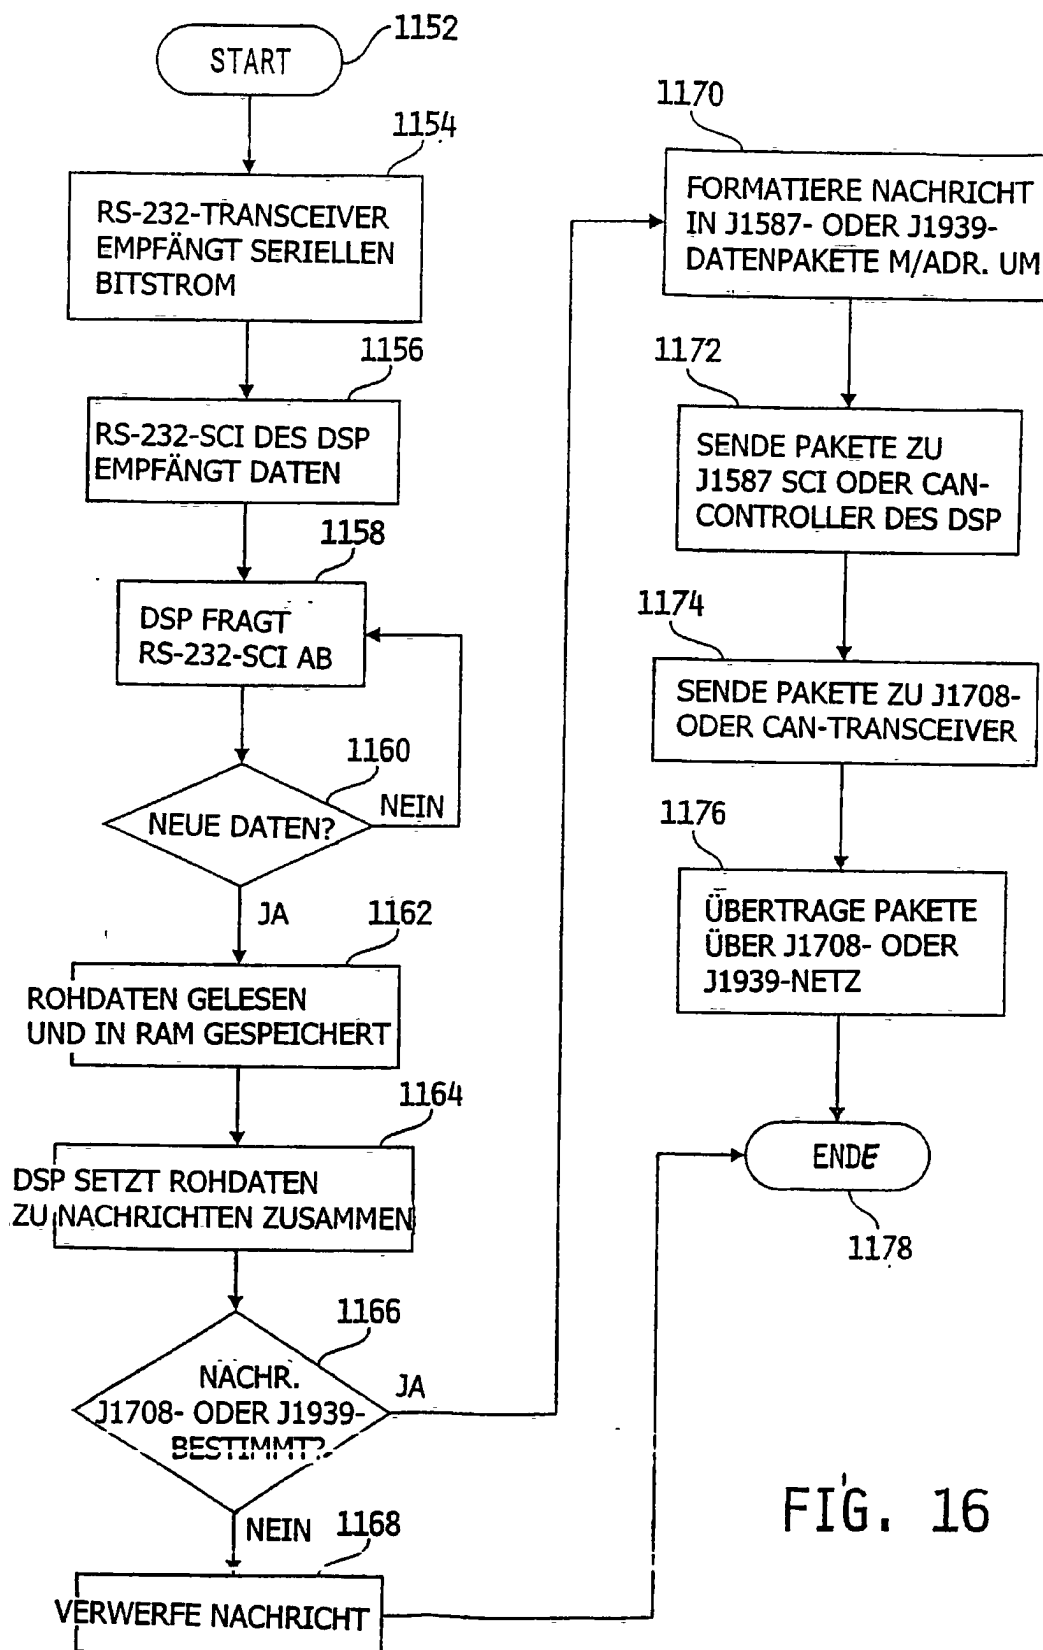 1152
START
1154
RS-232-TRANSCEIVER
EMPFÄNGT SERIELLEN
BITSTROM
1156
RS-232-SCI DES DSP
EMPFÄNGT DATEN
1158
DSP FRAGT
RS-232-SCI AB
1160
NEUE DATEN?
NEIN
JA
1162
ROHDATEN GELESEN
UND IN RAM GESPEICHERT
1164
DSP SETZT ROHDATEN
ZU NACHRICHTEN ZUSAMMEN
1166
NACHR.
J1708- ODER J1939-
BESTIMMT?
JA
NEIN
1168
VERWERFE NACHRICHT
1170
FORMATIERE NACHRICHT
IN J1587- ODER J1939-
DATENPAKETE M/ADR. UM
1172
SENDE PAKETE ZU
J1587 SCI ODER CAN-
CONTROLLER DES DSP
1174
SENDE PAKETE ZU J1708-
ODER CAN-TRANSCEIVER
1176
ÜBERTRAGE PAKETE
ÜBER J1708- ODER
J1939-NETZ
ENDE
1178
FIG. 16